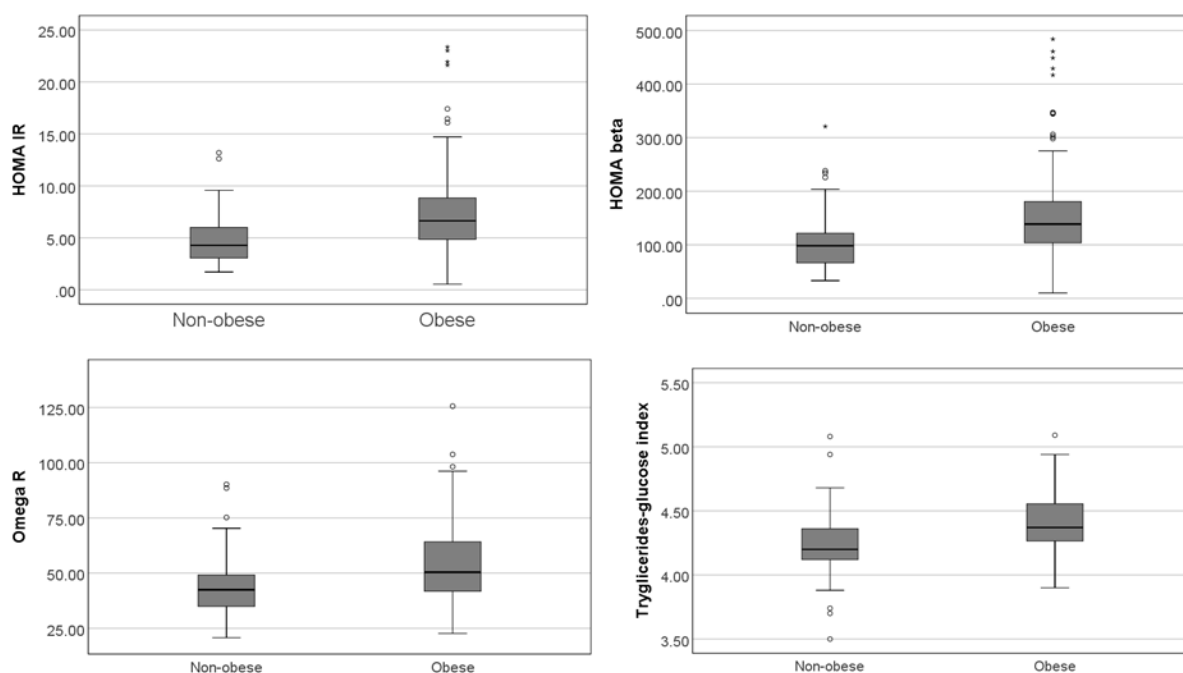 HOMA IR
25.00
20.00
15.00
10.00
5.00
.00
Non-obese
Obese
HOMA beta
500.00
400.00
300.00
200.00
100.00
.00
Non-obese
Obese
Omega R
125.00
100.00
75.00
50.00
25.00
Non-obese
Obese
Tryglicerides-glucose index
5.50
5.00
4.50
4.00
3.50
Non-obese
Obese